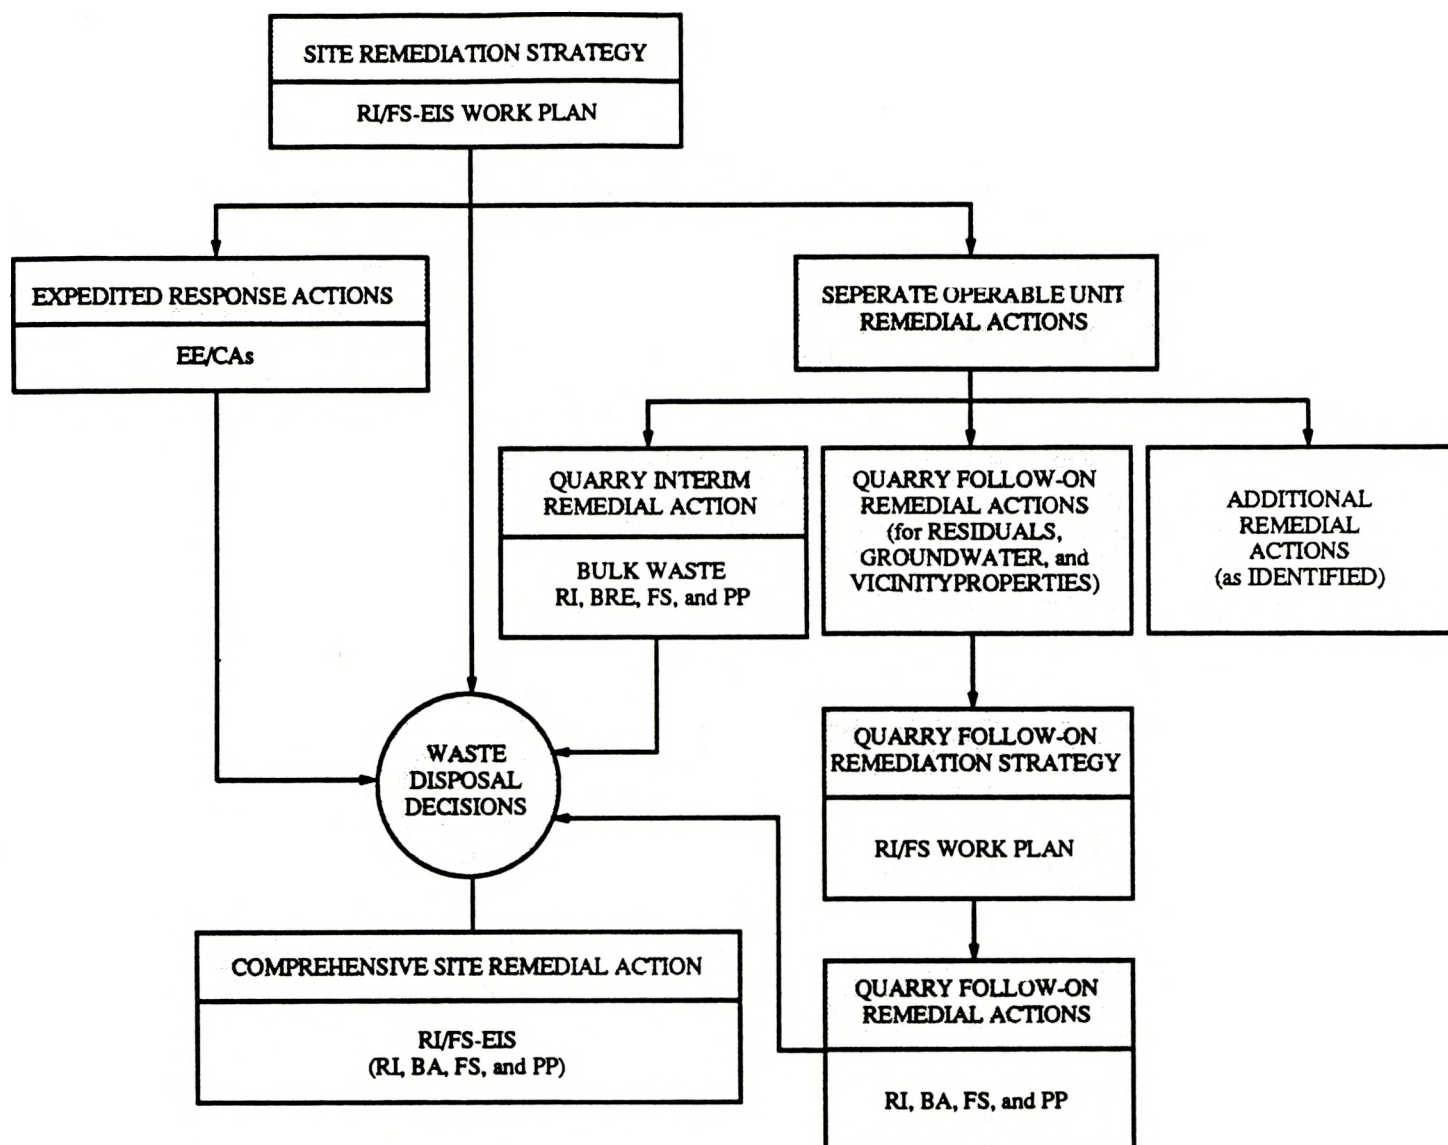 SITE REMEDIATION STRATEGY
RI/FS-EIS WORK PLAN
EXPEDITED RESPONSE ACTIONS
EE/CAs
SEPERATE OPERABLE UNIT
REMEDIAL ACTIONS
QUARRY INTERIM
REMEDIAL ACTION
BULK WASTE
RI, BRE, FS, and PP
QUARRY FOLLOW-ON
REMEDIAL ACTIONS
(for RESIDUALS,
GROUNDWATER, and
VICINITYPROPERTIES)
ADDITIONAL
REMEDIAL
ACTIONS
(as IDENTIFIED)
WASTE
DISPOSAL
DECISIONS
QUARRY FOLLOW-ON
REMEDIATION STRATEGY
RI/FS WORK PLAN
COMPREHENSIVE SITE REMEDIAL ACTION
RI/FS-EIS
(RI, BA, FS, and PP)
QUARRY FOLLOW-ON
REMEDIAL ACTIONS
RI, BA, FS, and PP